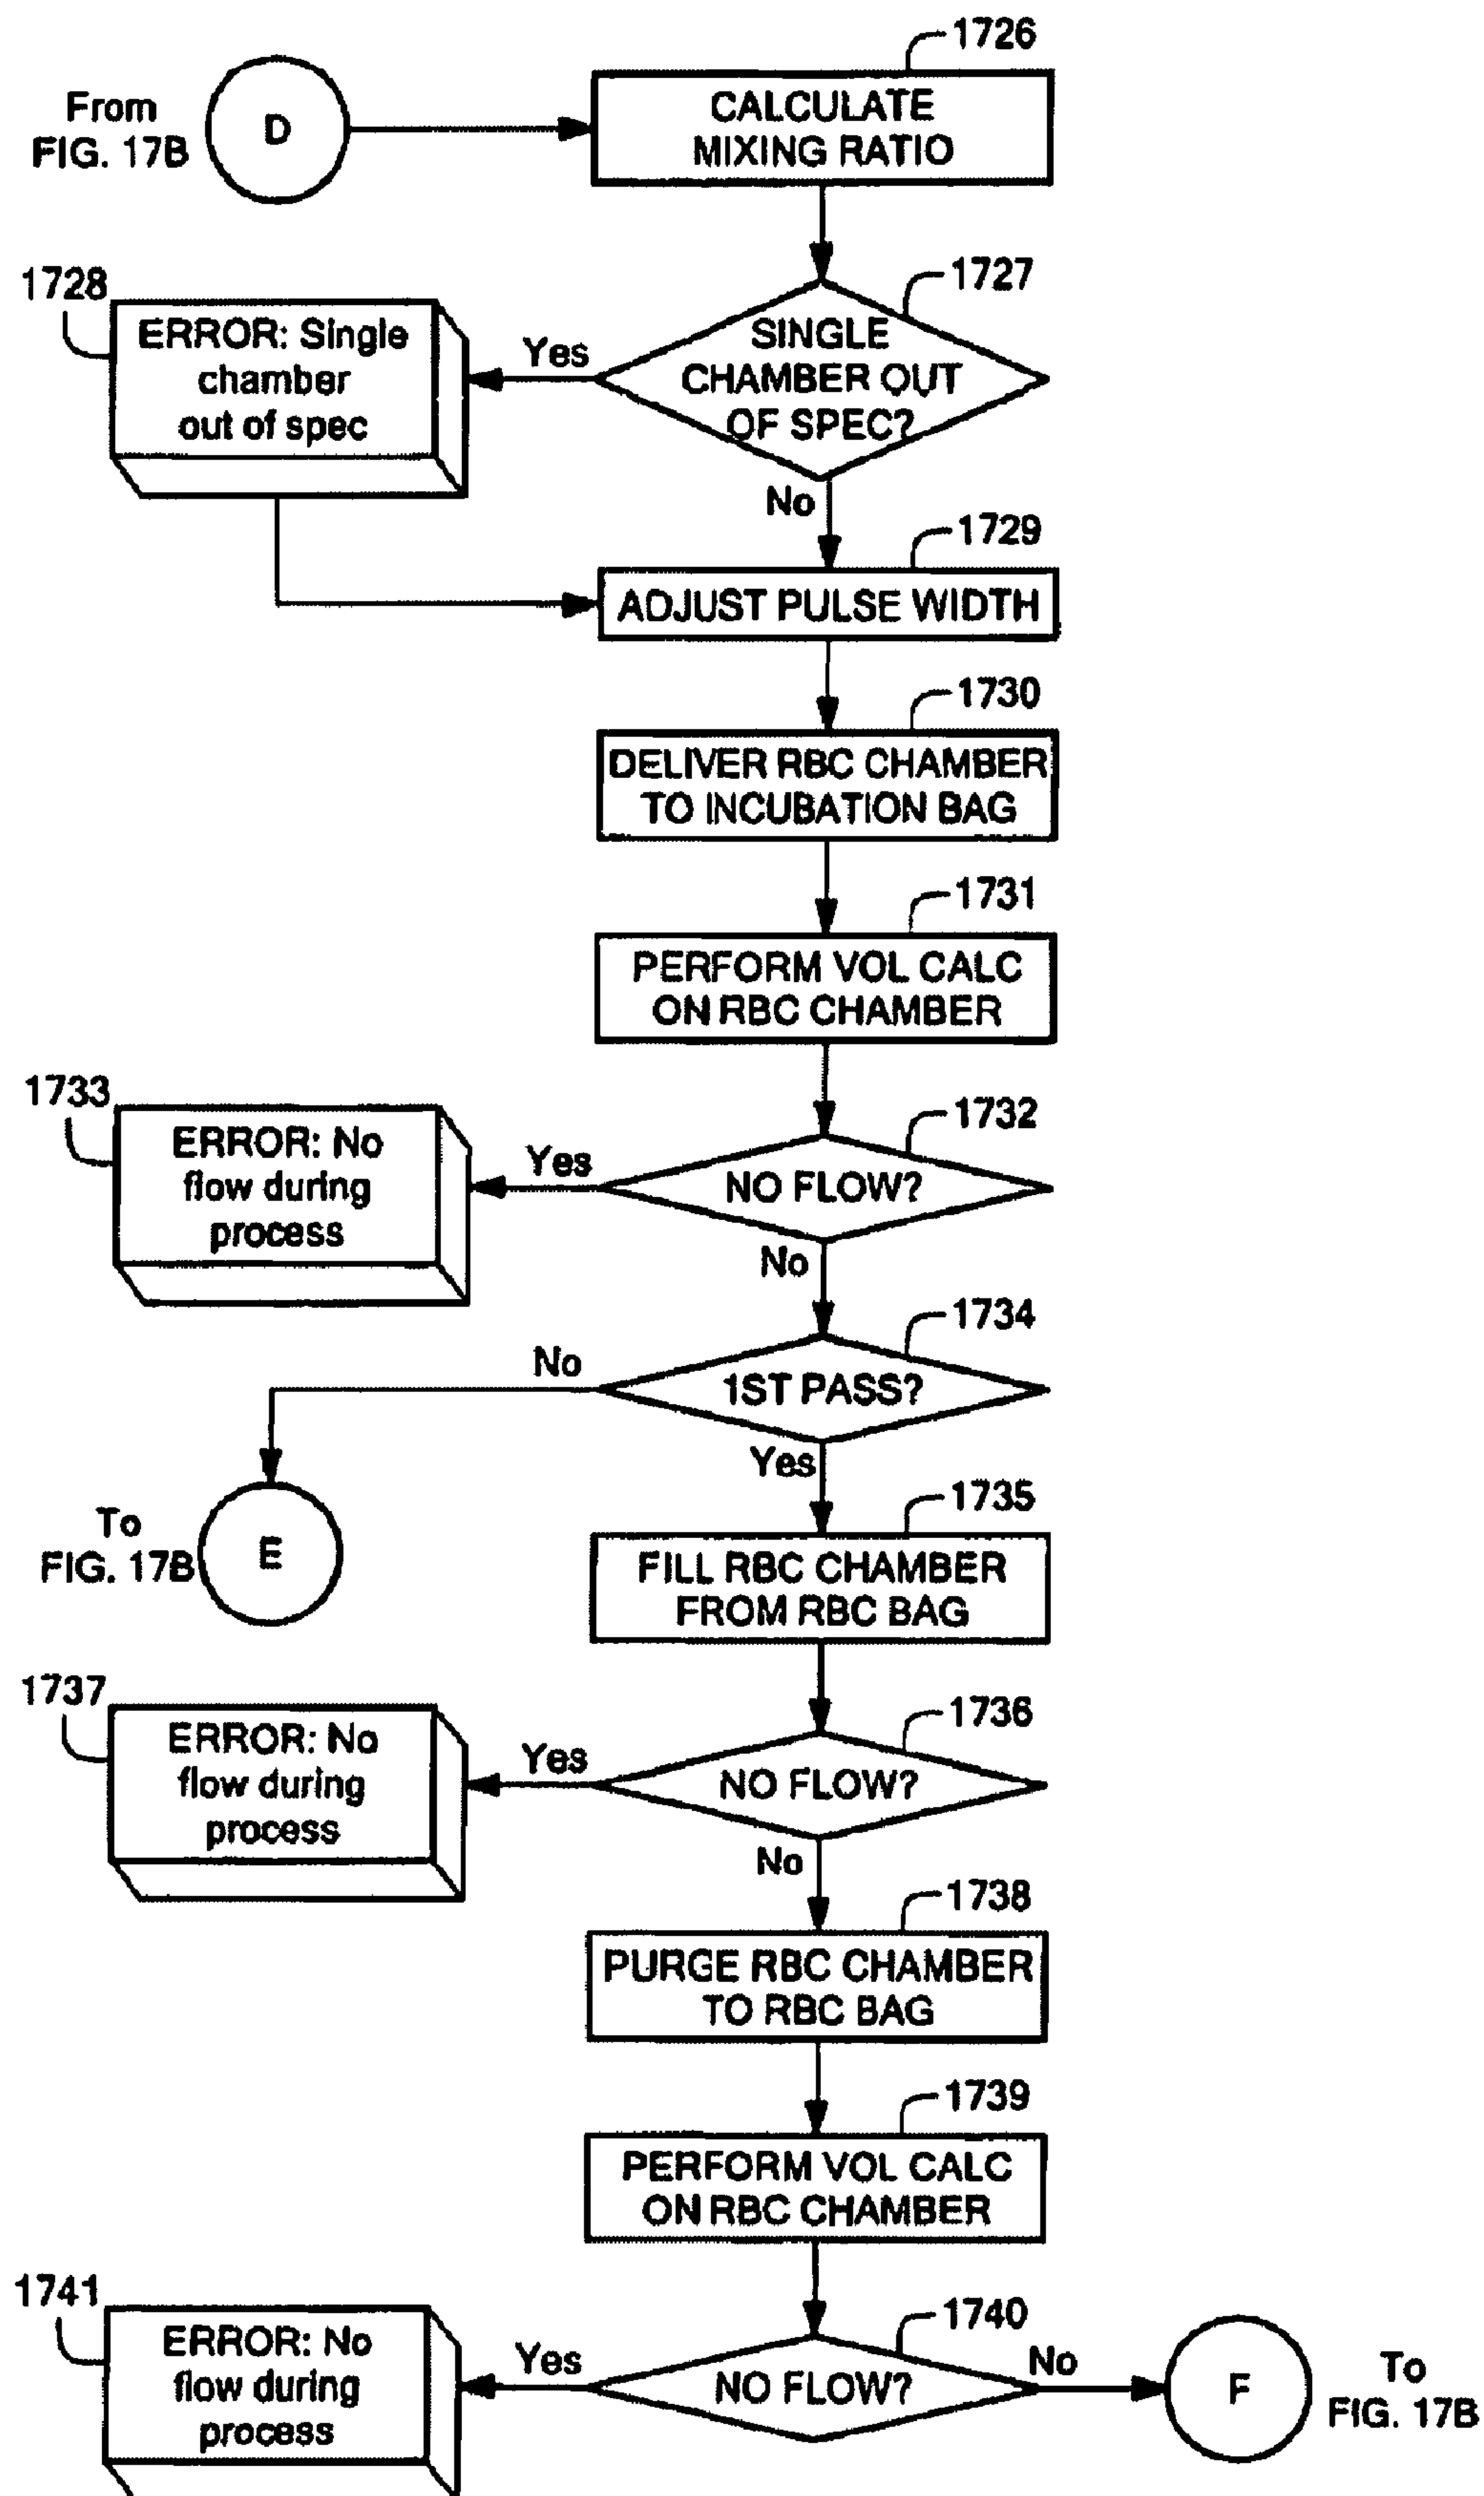 1726
From
FIG. 17B
D
CALCULATE
MIXING RATIO
1727
1728
SINGLE
CHAMBER OUT
OF SPEC?
Yes
ERROR: Single
chamber
out of spec
No
1729
ADJUST PULSE WIDTH
1730
DELIVER RBC CHAMBER
TO INCUBATION BAG
1731
PERFORM VOL CALC
ON RBC CHAMBER
1733
1732
ERROR: No
flow during
process
Yes
NO FLOW?
No
1734
No
1ST PASS?
Yes
To
FIG. 17B
E
1735
FILL RBC CHAMBER
FROM RBC BAG
1737
1736
ERROR: No
flow during
process
Yes
NO FLOW?
No
1738
PURGE RBC CHAMBER
TO RBC BAG
1739
PERFORM VOL CALC
ON RBC CHAMBER
1741
1740
ERROR: No
flow during
process
Yes
NO FLOW?
No
F
To
FIG. 17B